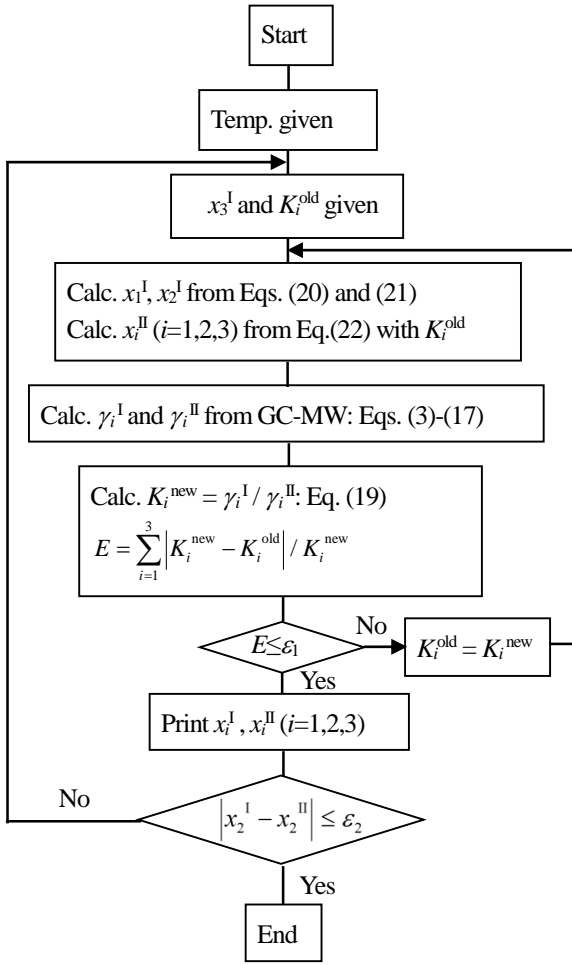 Start
Temp. given
x₃ᴵ and Kᵢᵒˡᵈ given
Calc. x₁ᴵ, x₂ᴵ from Eqs. (20) and (21)
Calc. xᵢᴵᴵ (i=1,2,3) from Eq.(22) with Kᵢᵒˡᵈ
Calc. γᵢᴵ and γᵢᴵᴵ from GC-MW: Eqs. (3)-(17)
Calc. Kᵢⁿᵉʷ = γᵢᴵ / γᵢᴵᴵ: Eq. (19)
E = ∑ᵢ₌₁³ |Kᵢⁿᵉʷ − Kᵢᵒˡᵈ| / Kᵢⁿᵉʷ
E≤ε₁
No
Kᵢᵒˡᵈ = Kᵢⁿᵉʷ
Yes
Print xᵢᴵ , xᵢᴵᴵ (i=1,2,3)
No
|x₂ᴵ − x₂ᴵᴵ| ≤ ε₂
Yes
End